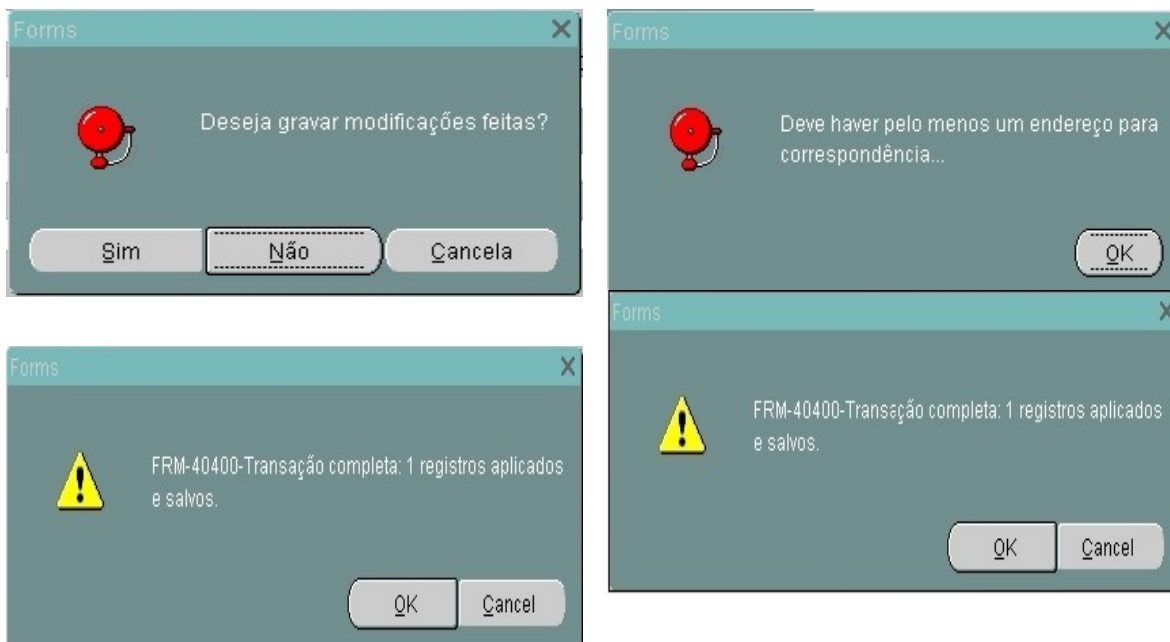 Forms
Deseja gravar modificações feitas?
Sim
Não
Cancela
Forms
Deve haver pelo menos um endereço para
correspondência...
OK
Forms
FRM-40400-Transação completa: 1 registros aplicados
e salvos.
OK
Cancel
Forms
FRM-40400-Transação completa: 1 registros aplicados
e salvos.
OK
Cancel